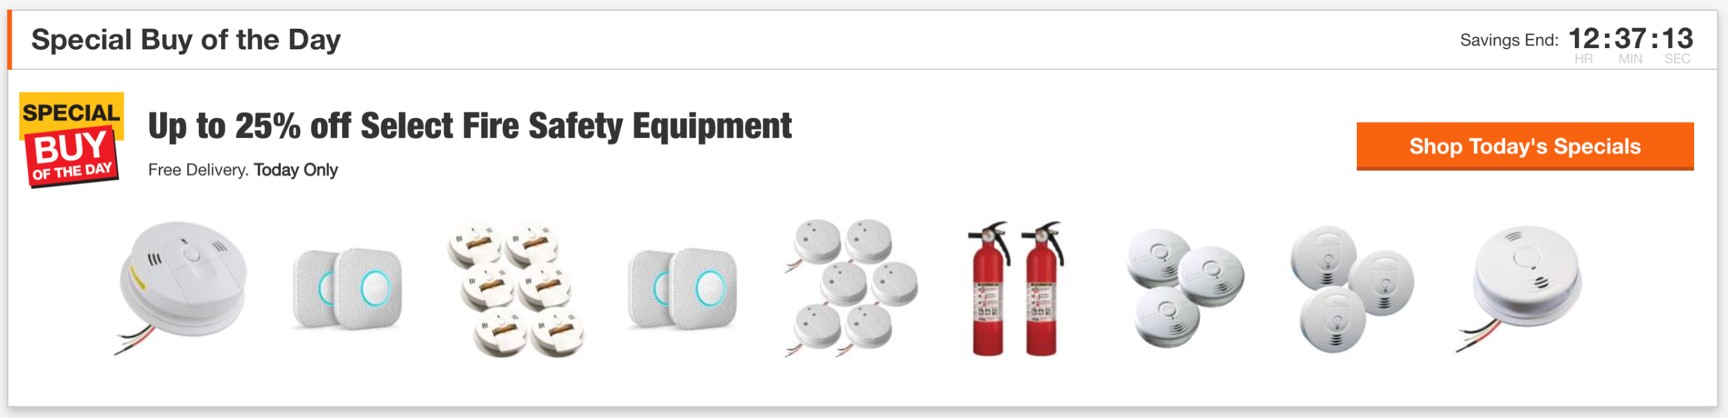 Special Buy of the Day
Savings End: 12:37:13
HR MIN SEC
SPECIAL
BUY
OF THE DAY
Up to 25% off Select Fire Safety Equipment
Free Delivery. Today Only
Shop Today's Specials